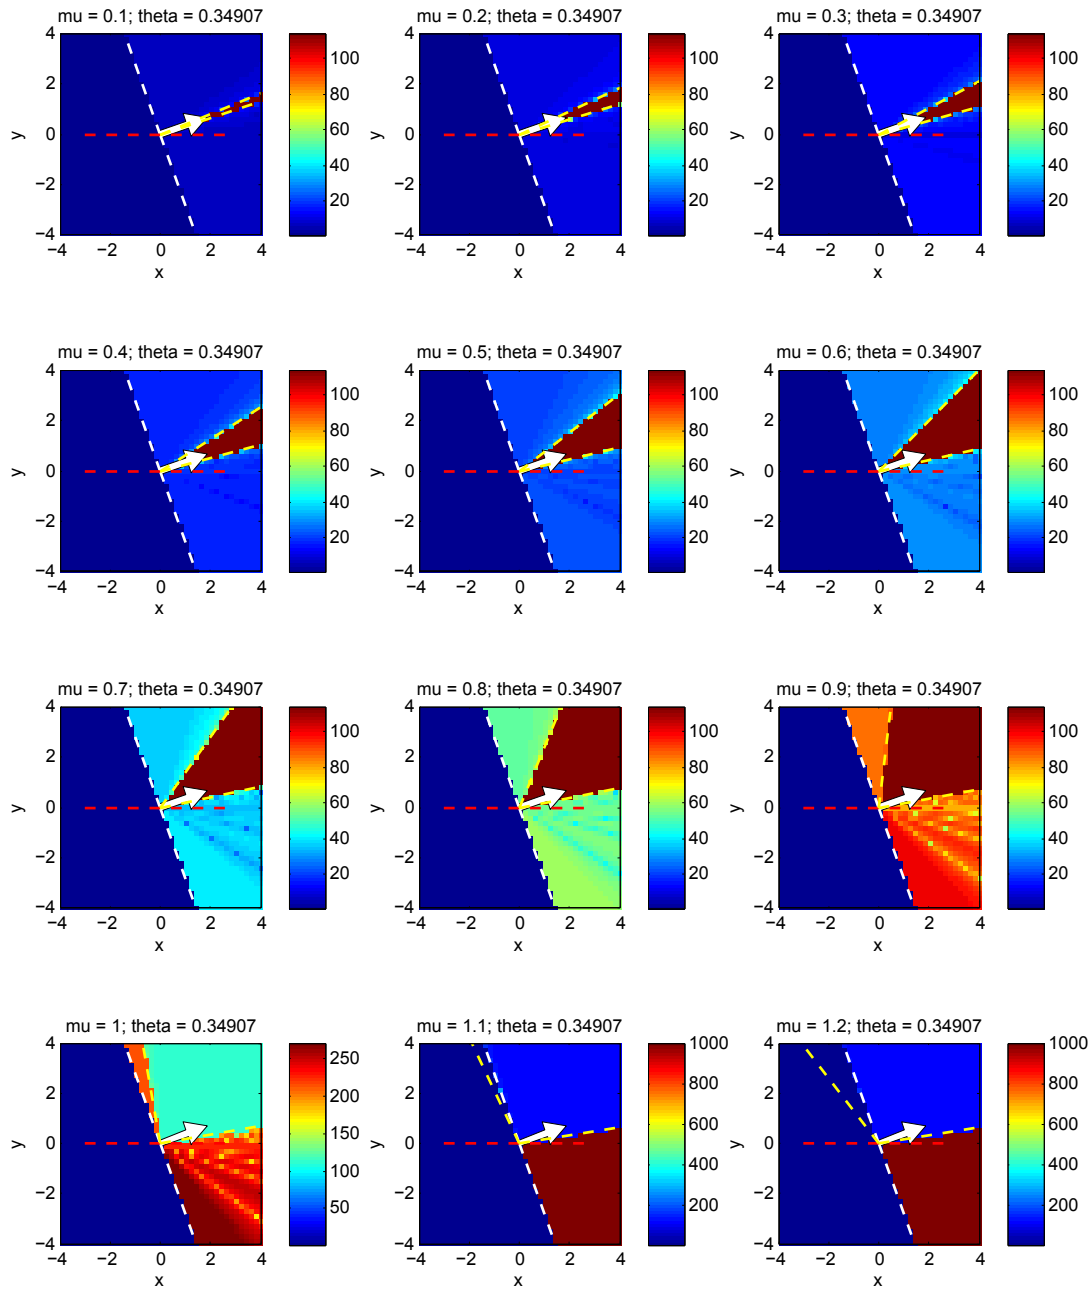 mu = 0.1; theta = 0.34907
mu = 0.2; theta = 0.34907
mu = 0.3; theta = 0.34907
4
2
0
−2
−4
y
−4 −2 0 2 4
x
100
80
60
40
20
4
2
0
−2
−4
y
−4 −2 0 2 4
x
100
80
60
40
20
4
2
0
−2
−4
y
−4 −2 0 2 4
x
100
80
60
40
20
mu = 0.4; theta = 0.34907
mu = 0.5; theta = 0.34907
mu = 0.6; theta = 0.34907
4
2
0
−2
−4
y
−4 −2 0 2 4
x
100
80
60
40
20
4
2
0
−2
−4
y
−4 −2 0 2 4
x
100
80
60
40
20
4
2
0
−2
−4
y
−4 −2 0 2 4
x
100
80
60
40
20
mu = 0.7; theta = 0.34907
mu = 0.8; theta = 0.34907
mu = 0.9; theta = 0.34907
4
2
0
−2
−4
y
−4 −2 0 2 4
x
100
80
60
40
20
4
2
0
−2
−4
y
−4 −2 0 2 4
x
100
80
60
40
20
4
2
0
−2
−4
y
−4 −2 0 2 4
x
100
80
60
40
20
mu = 1; theta = 0.34907
mu = 1.1; theta = 0.34907
mu = 1.2; theta = 0.34907
4
2
0
−2
−4
y
−4 −2 0 2 4
x
250
200
150
100
50
4
2
0
−2
−4
y
−4 −2 0 2 4
x
1000
800
600
400
200
4
2
0
−2
−4
y
−4 −2 0 2 4
x
1000
800
600
400
200